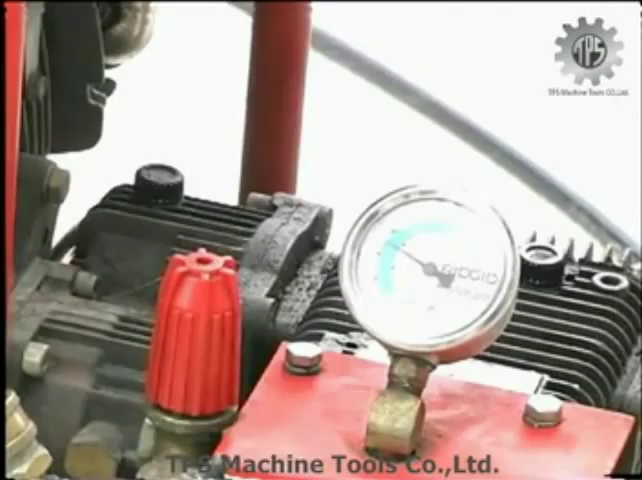 TPS
TPS Machine Tools CO.,Ltd.
RIDGID
TPS Machine Tools Co.,Ltd.